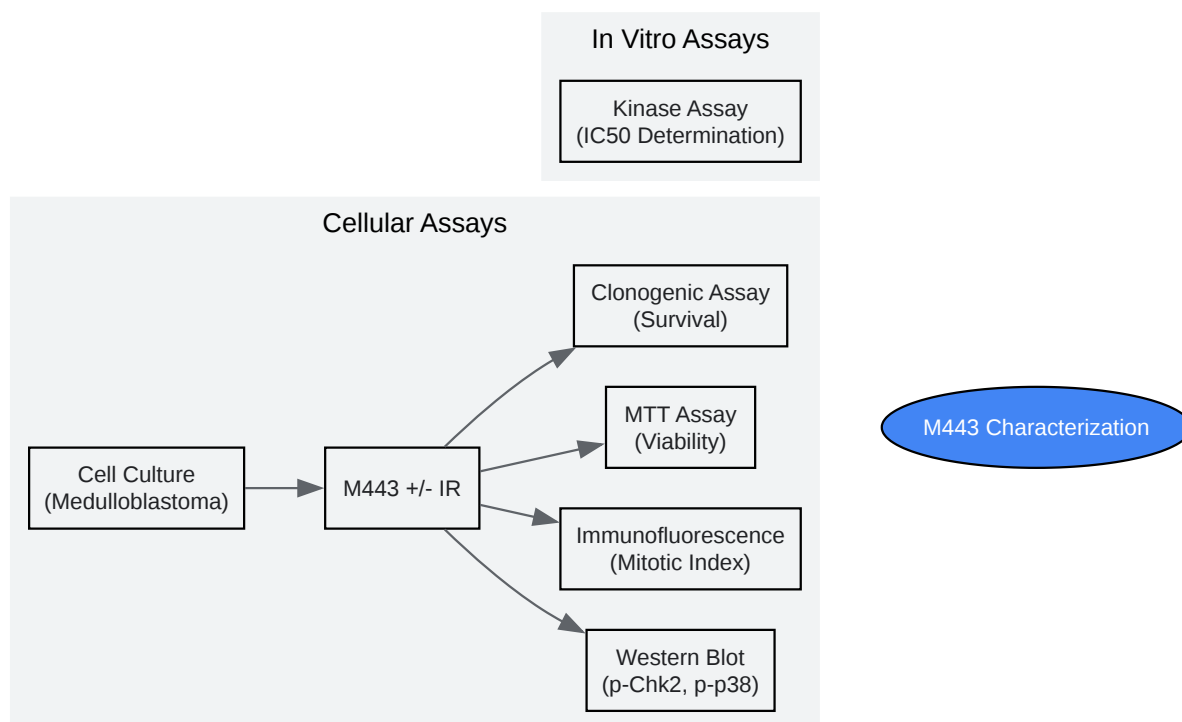 In Vitro Assays
Kinase Assay
(IC50 Determination)
Cellular Assays
Clonogenic Assay
(Survival)
MTT Assay
(Viability)
Cell Culture
(Medulloblastoma)
M443 +/- IR
Immunofluorescence
(Mitotic Index)
Western Blot
(p-Chk2, p-p38)
M443 Characterization